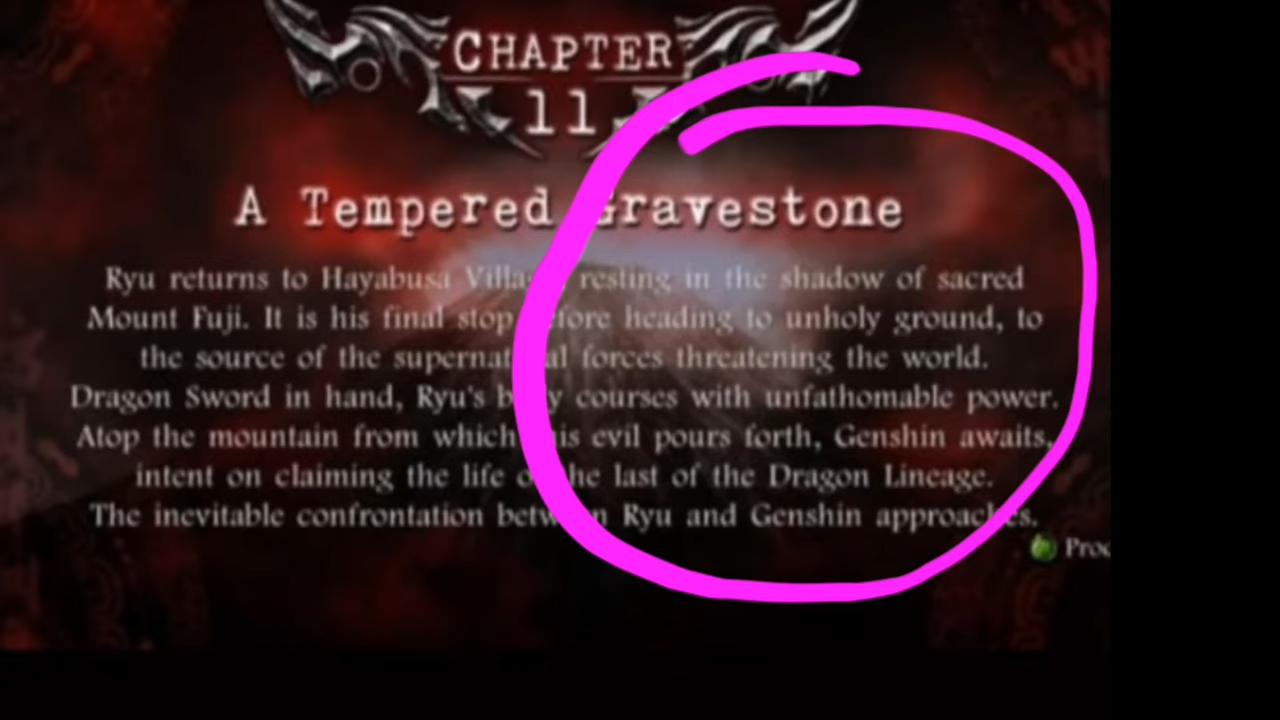 CHAPTER
11
A Tempered Gravestone
Ryu returns to Hayabusa Village resting in the shadow of sacred
Mount Fuji. It is his final stop before heading to unholy ground, to
the source of the supernatural forces threatening the world.
Dragon Sword in hand, Ryu's body courses with unfathomable power.
Atop the mountain from which this evil pours forth, Genshin awaits,
intent on claiming the life of the last of the Dragon Lineage.
The inevitable confrontation between Ryu and Genshin approaches.